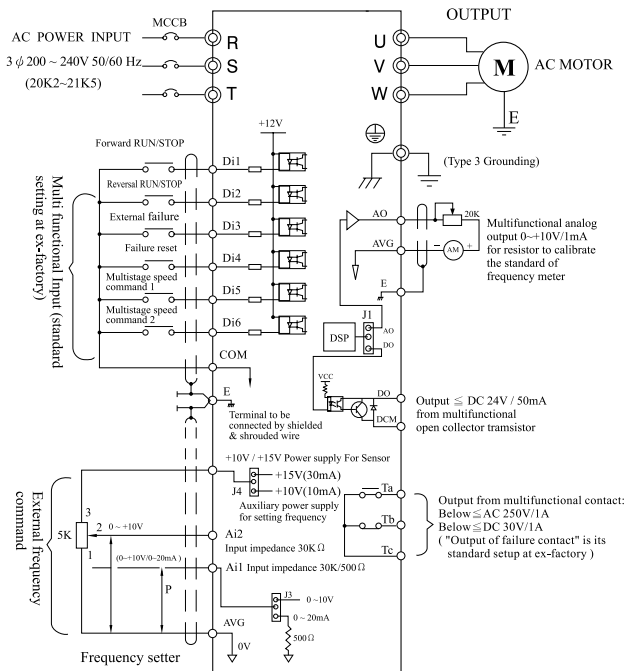 OUTPUT
MCCB
AC POWER INPUT
3 ϕ 200 ~ 240V 50/60 Hz
(20K2~21K5)
R
S
T
U
V
W
M
AC MOTOR
E
+12V
(Type 3 Grounding)
Multi functional Input (standard
setting at ex-factory)
Forward RUN/STOP
Di1
Reversal RUN/STOP
Di2
External failure
Di3
Failure reset
Di4
Multistage speed
command 1
Di5
Multistage speed
command 2
Di6
COM
E
Terminal to be
connected by shielded
& shrouded wire
AO
20K
AVG
− AM +
E
Multifunctional analog
output 0~+10V/1mA
for resistor to calibrate
the standard of
frequency meter
J1
AO
DO
DSP
VCC
DO
DCM
Output ≦ DC 24V / 50mA
from multifunctional
open collector tramsistor
+10V / +15V Power supply For Sensor
+15V(30mA)
J4
+10V(10mA)
Auxiliary power supply
for setting frequency
Ta
Tb
Tc
Output from multifunctional contact:
Below≦AC 250V/1A
Below≦DC 30V/1A
( "Output of failure contact" is its
standard setup at ex-factory )
External frequency
command
3
5K
2
1
0 ~ +10V
Ai2
Input impedance 30KΩ
(0~+10V/0~20mA)
Ai1 Input impedance 30K/500Ω
P
J3
0 ~10V
0 ~ 20mA
500Ω
AVG
0V
Frequency setter